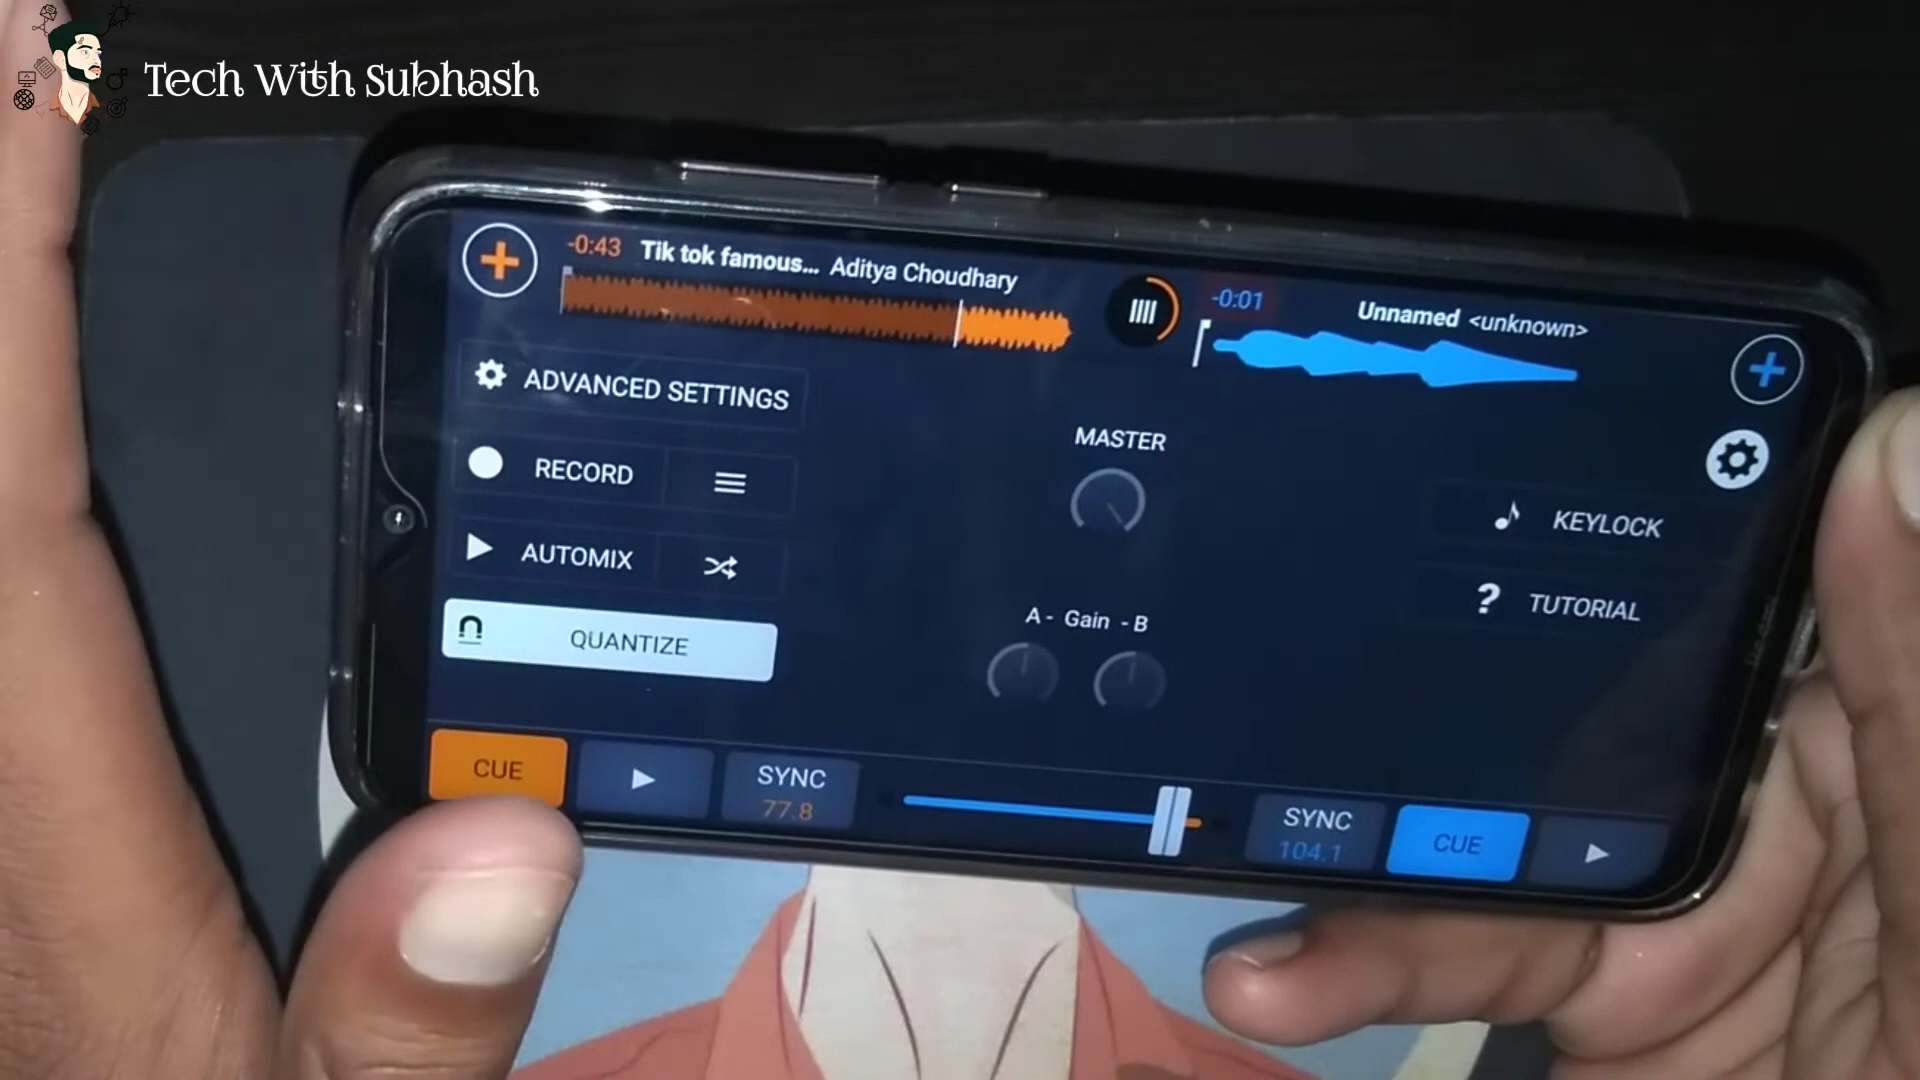 Tech With Subhash
-0:43 Tik tok famous... Aditya Choudhary
-0:01 Unnamed <unknown>
ADVANCED SETTINGS
MASTER
RECORD
KEYLOCK
AUTOMIX
? TUTORIAL
A - Gain - B
QUANTIZE
CUE
SYNC
77.8
SYNC
104.1
CUE